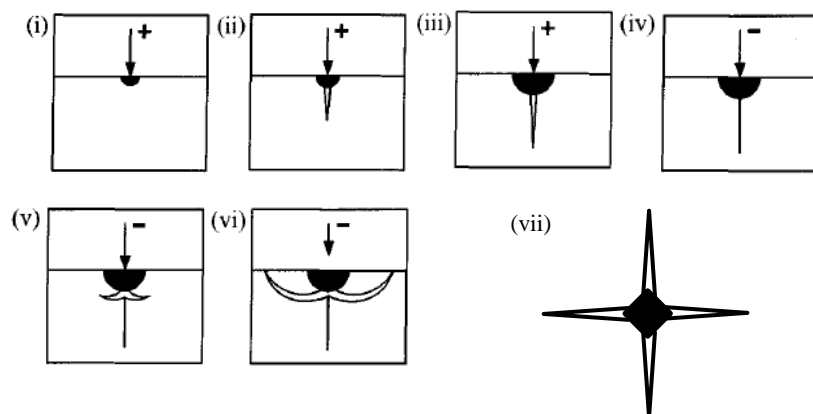 (i) + (ii) + (iii) + (iv) -
(v) - (vi) - (vii)